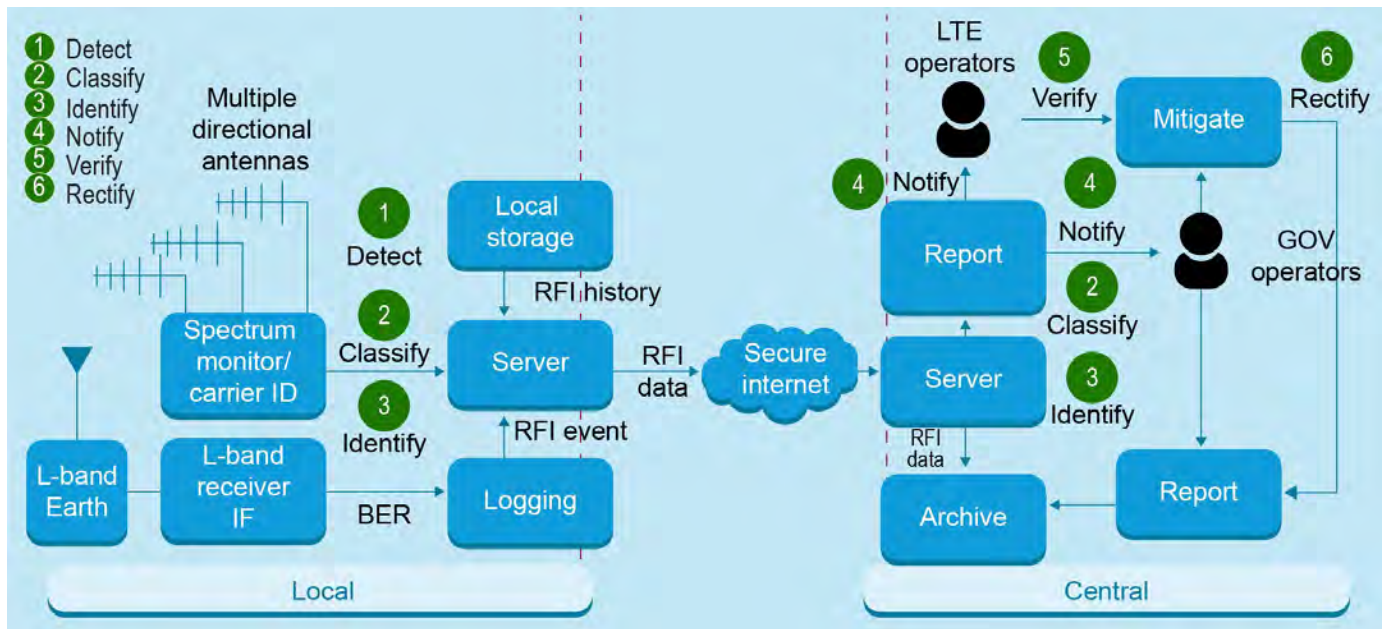 1 Detect
2 Classify
3 Identify
4 Notify
5 Verify
6 Rectify
Multiple
directional
antennas
1
Detect
Local
storage
RFI history
2
Classify
Spectrum
monitor/
carrier ID
Server
3
Identify
RFI event
L-band
Earth
L-band
receiver
IF
BER
Logging
Local
RFI
data
Secure
internet
LTE
operators
5
Verify
Mitigate
6
Rectify
4 Notify
4
Notify
Report
GOV
operators
2
Classify
Server
3
Identify
RFI
data
Archive
Report
Central